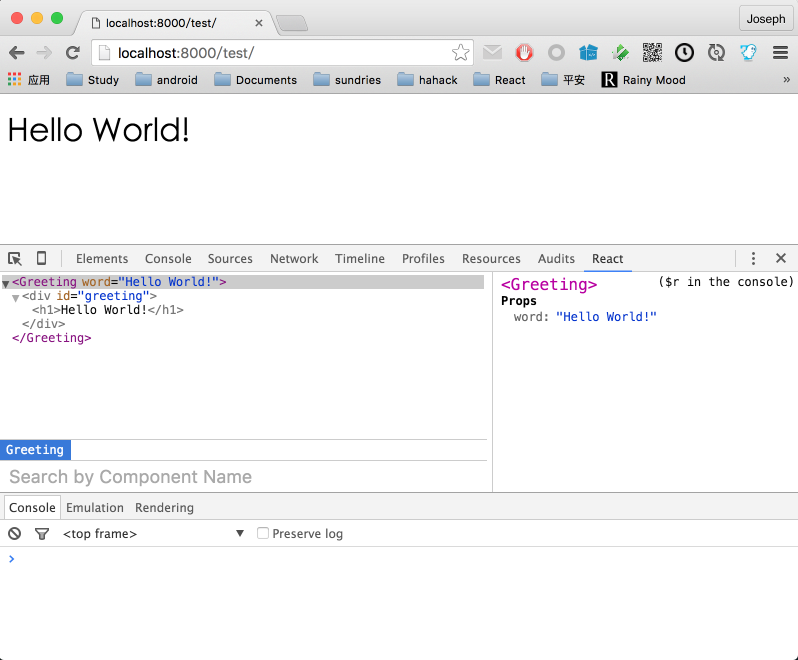 localhost:8000/test/
Joseph
localhost:8000/test/
应用 Study android Documents sundries hahack React 平安 R Rainy Mood »
Hello World!
Elements Console Sources Network Timeline Profiles Resources Audits React
<Greeting word="Hello World!">
<div id="greeting">
<h1>Hello World!</h1>
</div>
</Greeting>
Greeting
Search by Component Name
<Greeting> ($r in the console)
Props
word: "Hello World!"
Console Emulation Rendering
<top frame> Preserve log
>